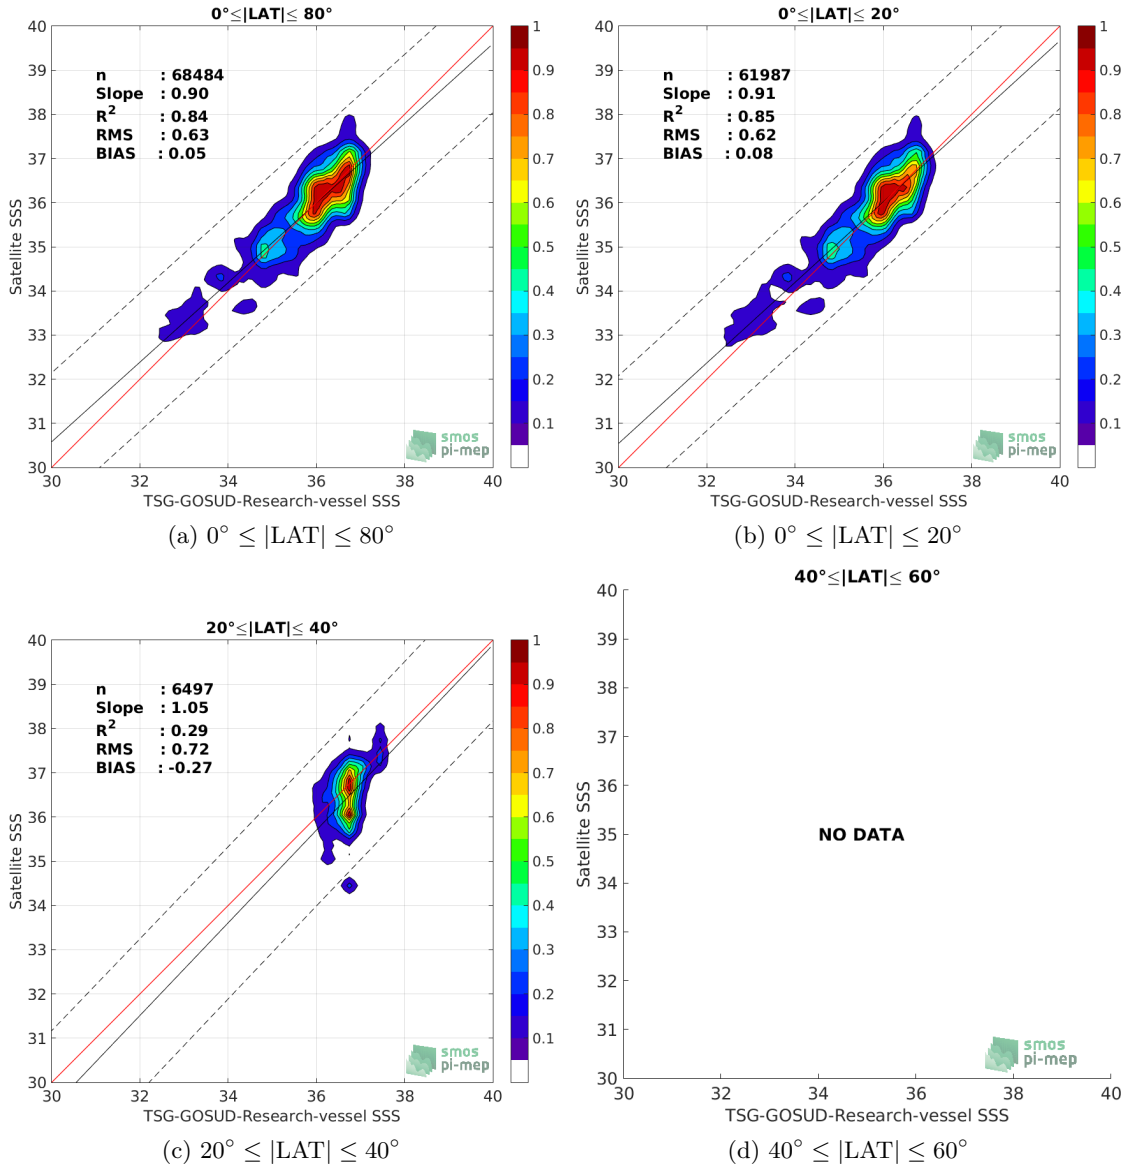 0°≤|LAT|≤ 80°
n : 68484
Slope : 0.90
R² : 0.84
RMS : 0.63
BIAS : 0.05
40
39
38
37
36
35
34
33
32
31
30
Satellite SSS
30 32 34 36 38 40
TSG-GOSUD-Research-vessel SSS
1
0.9
0.8
0.7
0.6
0.5
0.4
0.3
0.2
0.1
smos
pi-mep
(a) 0° ≤ |LAT| ≤ 80°
0°≤|LAT|≤ 20°
n : 61987
Slope : 0.91
R² : 0.85
RMS : 0.62
BIAS : 0.08
40
39
38
37
36
35
34
33
32
31
30
Satellite SSS
30 32 34 36 38 40
TSG-GOSUD-Research-vessel SSS
1
0.9
0.8
0.7
0.6
0.5
0.4
0.3
0.2
0.1
smos
pi-mep
(b) 0° ≤ |LAT| ≤ 20°
20°≤|LAT|≤ 40°
n : 6497
Slope : 1.05
R² : 0.29
RMS : 0.72
BIAS : -0.27
40
39
38
37
36
35
34
33
32
31
30
Satellite SSS
30 32 34 36 38 40
TSG-GOSUD-Research-vessel SSS
1
0.9
0.8
0.7
0.6
0.5
0.4
0.3
0.2
0.1
smos
pi-mep
(c) 20° ≤ |LAT| ≤ 40°
40°≤|LAT|≤ 60°
40
39
38
37
36
35
34
33
32
31
30
Satellite SSS
NO DATA
30 32 34 36 38 40
TSG-GOSUD-Research-vessel SSS
smos
pi-mep
(d) 40° ≤ |LAT| ≤ 60°